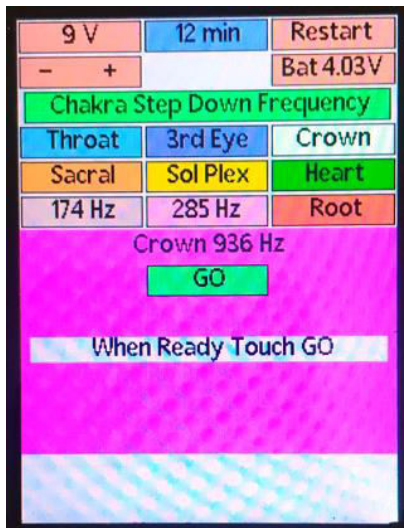 9 V 12 min Restart
– + Bat 4.03V
Chakra Step Down Frequency
Throat 3rd Eye Crown
Sacral Sol Plex Heart
174 Hz 285 Hz Root
Crown 936 Hz
GO
When Ready Touch GO